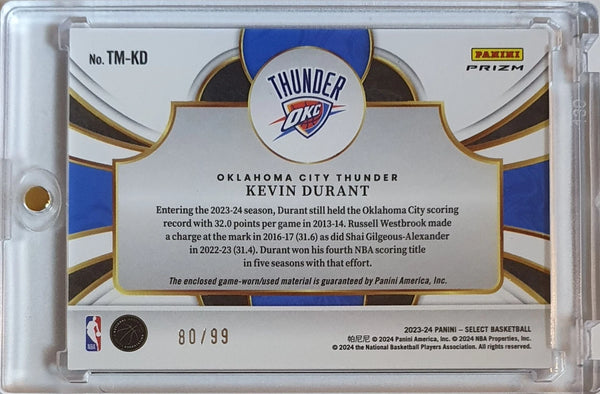 No. TM-KD
PANINI
PRIZM
THUNDER
OKC
OKLAHOMA CITY THUNDER
KEVIN DURANT
Entering the 2023-24 season, Durant still held the Oklahoma City scoring
record with 32.0 points per game in 2013-14. Russell Westbrook made
a charge at the mark in 2016-17 (31.6) as did Shai Gilgeous-Alexander
in 2022-23 (31.4). Durant won his fourth NBA scoring title
in five seasons with that effort.
The enclosed game-worn/used material is guaranteed by Panini America, Inc.
NBA
80/99
2023-24 PANINI – SELECT BASKETBALL
帕尼尼 © 2024 Panini America, Inc. © 2024 NBA Properties, Inc.
© 2024 the National Basketball Players Association. All rights reserved.